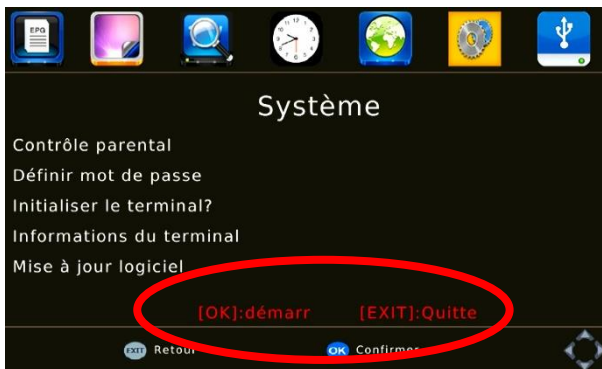 EPG
Système
Contrôle parental
Définir mot de passe
Initialiser le terminal?
Informations du terminal
Mise à jour logiciel
[OK]:démarr [EXIT]:Quitte
EXIT Retour OK Confirmer